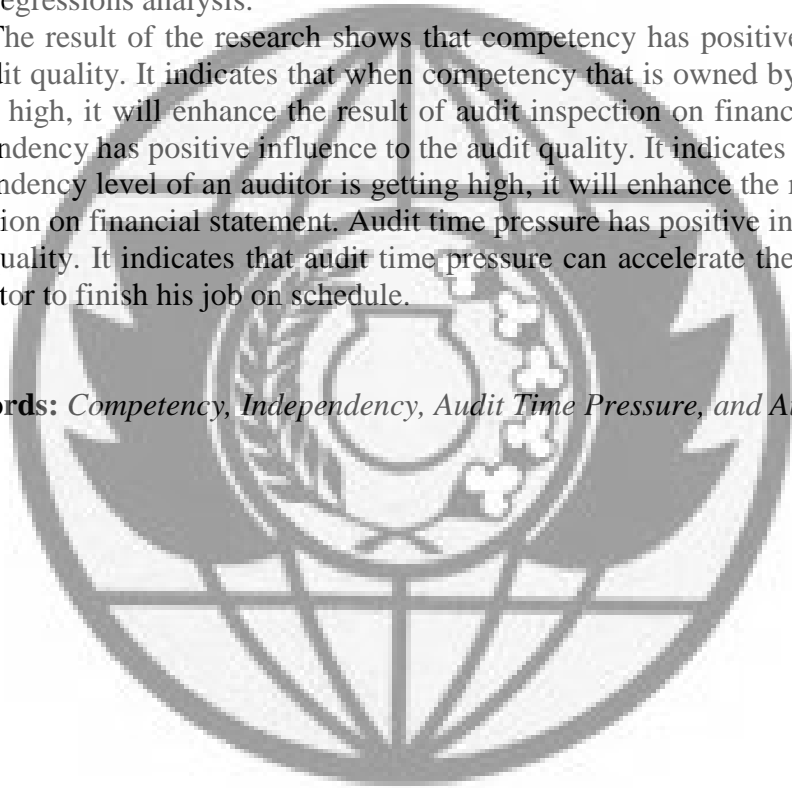 egressions analysis.
The result of the research shows that competency has positive
dit quality. It indicates that when competency that is owned by
high, it will enhance the result of audit inspection on financ
ndency has positive influence to the audit quality. It indicates
ndency level of an auditor is getting high, it will enhance the r
ion on financial statement. Audit time pressure has positive in
uality. It indicates that audit time pressure can accelerate the
tor to finish his job on schedule.
ords: Competency, Independency, Audit Time Pressure, and Au